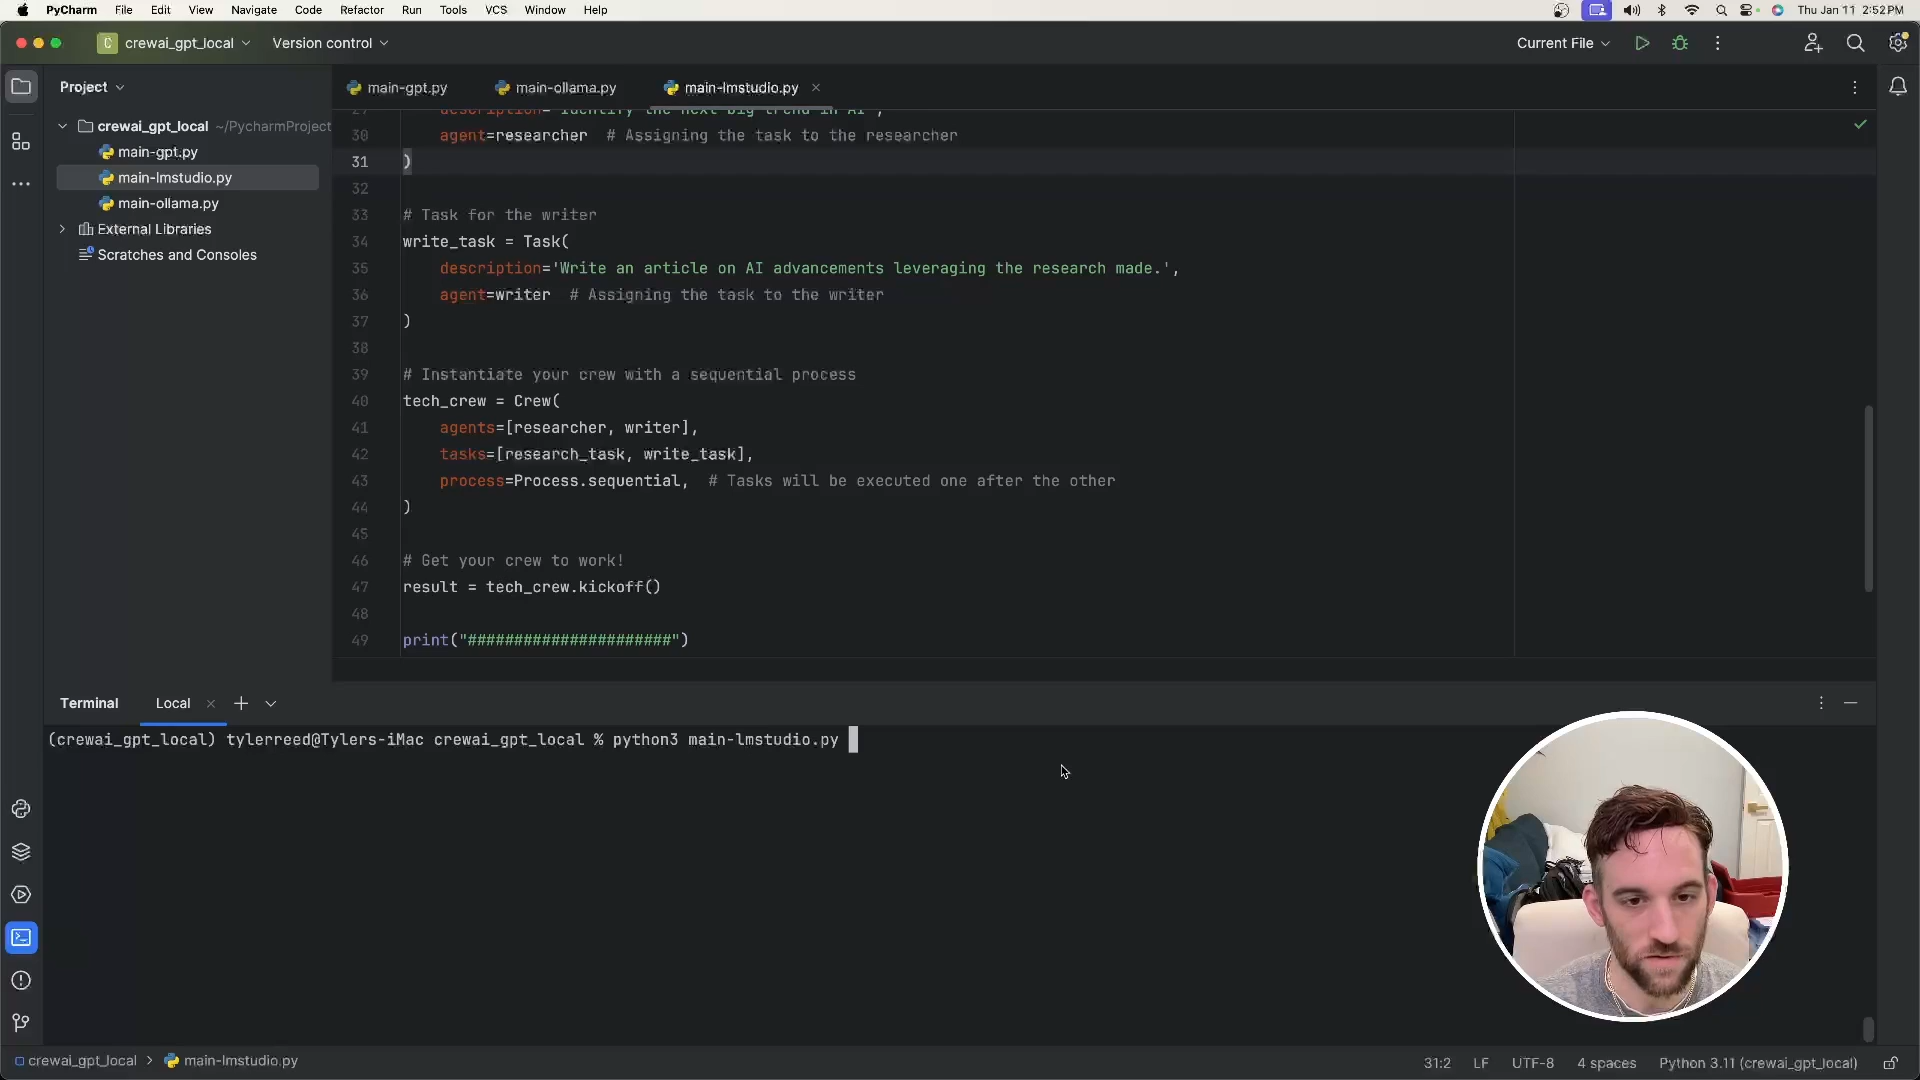 PyCharm File Edit View Navigate Code Refactor Run Tools VCS Window Help Thu Jan 11 2:52 PM
C crewai_gpt_local Version control Current File
Project main-gpt.py main-ollama.py main-lmstudio.py
crewai_gpt_local ~/PycharmProject
main-gpt.py
main-lmstudio.py
main-ollama.py
External Libraries
Scratches and Consoles
description='Identify the next big trend in AI',
30 agent=researcher # Assigning the task to the researcher
31 )
32
33 # Task for the writer
34 write_task = Task(
35 description='Write an article on AI advancements leveraging the research made.',
36 agent=writer # Assigning the task to the writer
37 )
38
39 # Instantiate your crew with a sequential process
40 tech_crew = Crew(
41 agents=[researcher, writer],
42 tasks=[research_task, write_task],
43 process=Process.sequential, # Tasks will be executed one after the other
44 )
45
46 # Get your crew to work!
47 result = tech_crew.kickoff()
48
49 print("######################")
Terminal Local
(crewai_gpt_local) tylerreed@Tylers-iMac crewai_gpt_local % python3 main-lmstudio.py
crewai_gpt_local > main-lmstudio.py 31:2 LF UTF-8 4 spaces Python 3.11 (crewai_gpt_local)